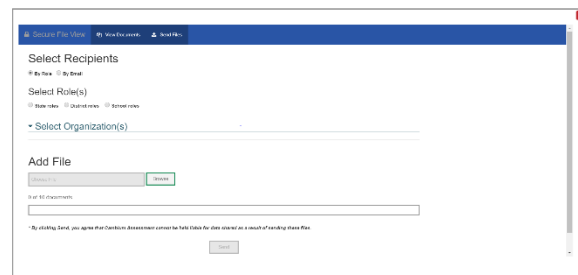 Secure File View View Documents Send Files
Select Recipients
By Role By Email
Select Role(s)
State roles District roles School roles
Select Organization(s)
Add File
Browse
0 of 10 documents
* By clicking Send, you agree that Cambium Assessment cannot be held liable for data shared as a result of sending these files.
Send